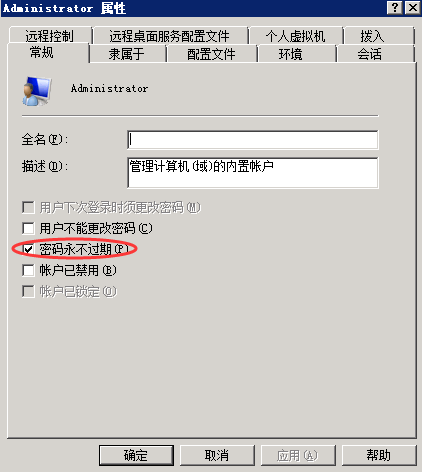 Administrator 属性
远程控制 远程桌面服务配置文件 个人虚拟机 拨入
常规 隶属于 配置文件 环境 会话
Administrator
全名(F):
描述(D): 管理计算机(域)的内置帐户
用户下次登录时须更改密码(M)
用户不能更改密码(C)
密码永不过期(P)
帐户已禁用(B)
帐户已锁定(O)
确定 取消 应用(A) 帮助